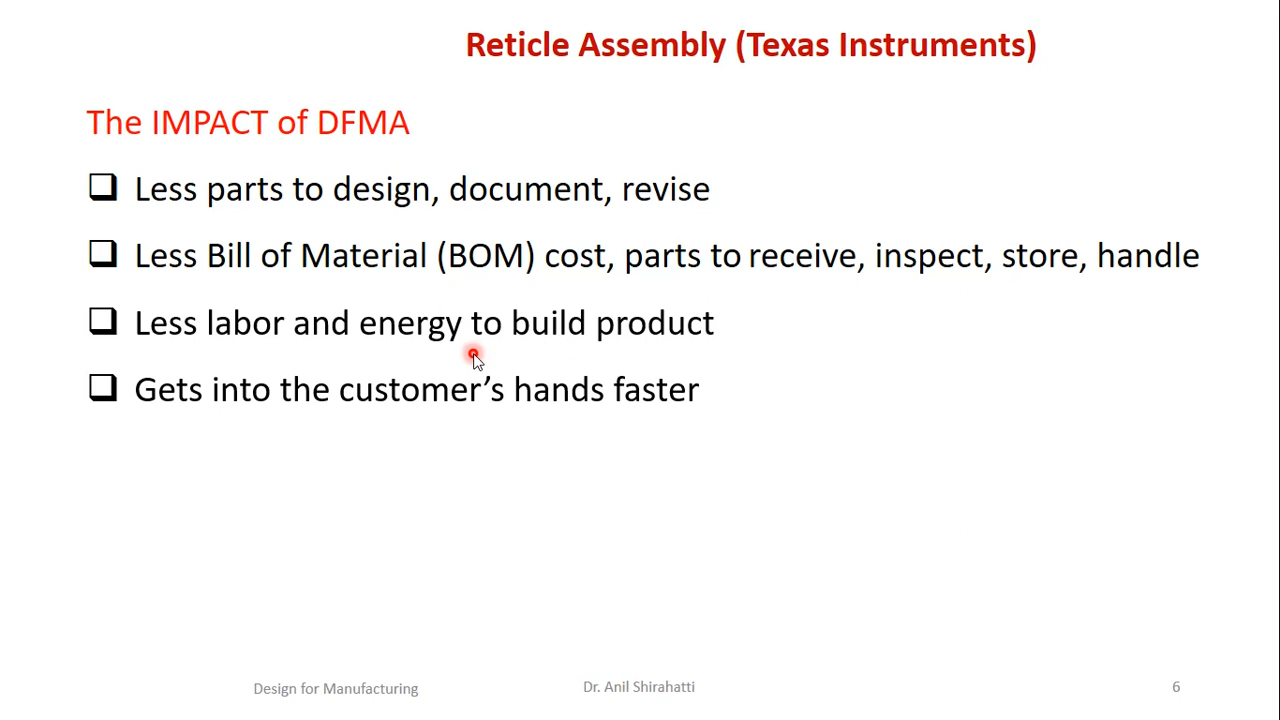 Reticle Assembly (Texas Instruments)
The IMPACT of DFMA
Less parts to design, document, revise
Less Bill of Material (BOM) cost, parts to receive, inspect, store, handle
Less labor and energy to build product
Gets into the customer’s hands faster
Design for Manufacturing
Dr. Anil Shirahatti
6